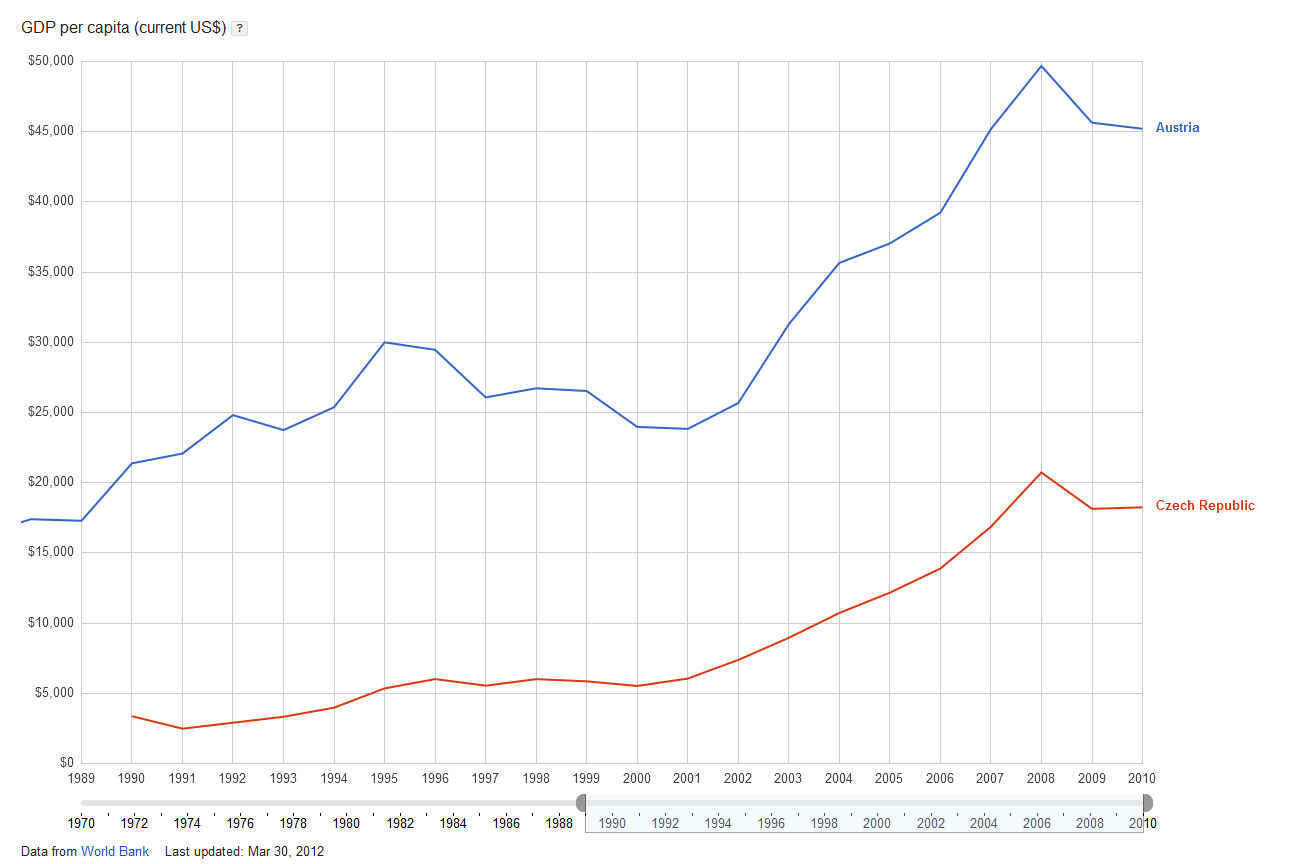 GDP per capita (current US$) ?
$50,000
$45,000
Austria
$40,000
$35,000
$30,000
$25,000
$20,000
Czech Republic
$15,000
$10,000
$5,000
$0
1989 1990 1991 1992 1993 1994 1995 1996 1997 1998 1999 2000 2001 2002 2003 2004 2005 2006 2007 2008 2009 2010
1970 1972 1974 1976 1978 1980 1982 1984 1986 1988 1990 1992 1994 1996 1998 2000 2002 2004 2006 2008 2010
Data from World Bank Last updated: Mar 30, 2012